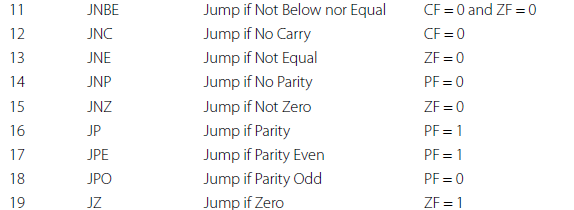 11 JNBE Jump if Not Below nor Equal CF = 0 and ZF = 0
12 JNC Jump if No Carry CF = 0
13 JNE Jump if Not Equal ZF = 0
14 JNP Jump if No Parity PF = 0
15 JNZ Jump if Not Zero ZF = 0
16 JP Jump if Parity PF = 1
17 JPE Jump if Parity Even PF = 1
18 JPO Jump if Parity Odd PF = 0
19 JZ Jump if Zero ZF = 1